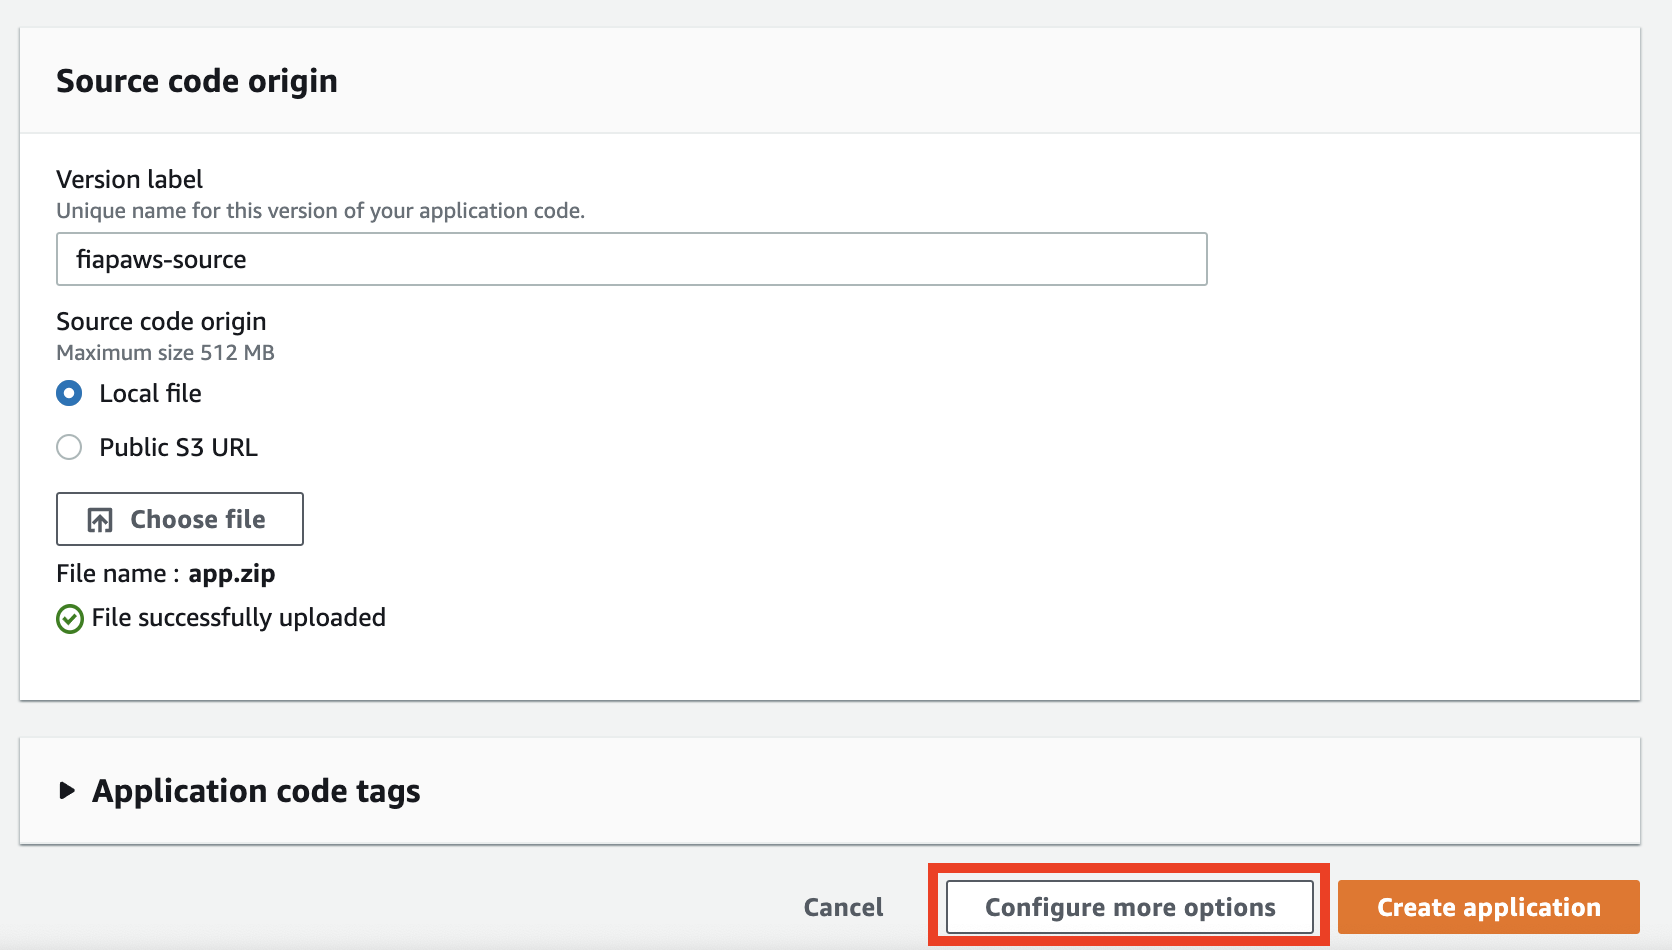 Source code origin
Version label
Unique name for this version of your application code.
fiapaws-source
Source code origin
Maximum size 512 MB
Local file
Public S3 URL
Choose file
File name : app.zip
File successfully uploaded
Application code tags
Cancel
Configure more options
Create application